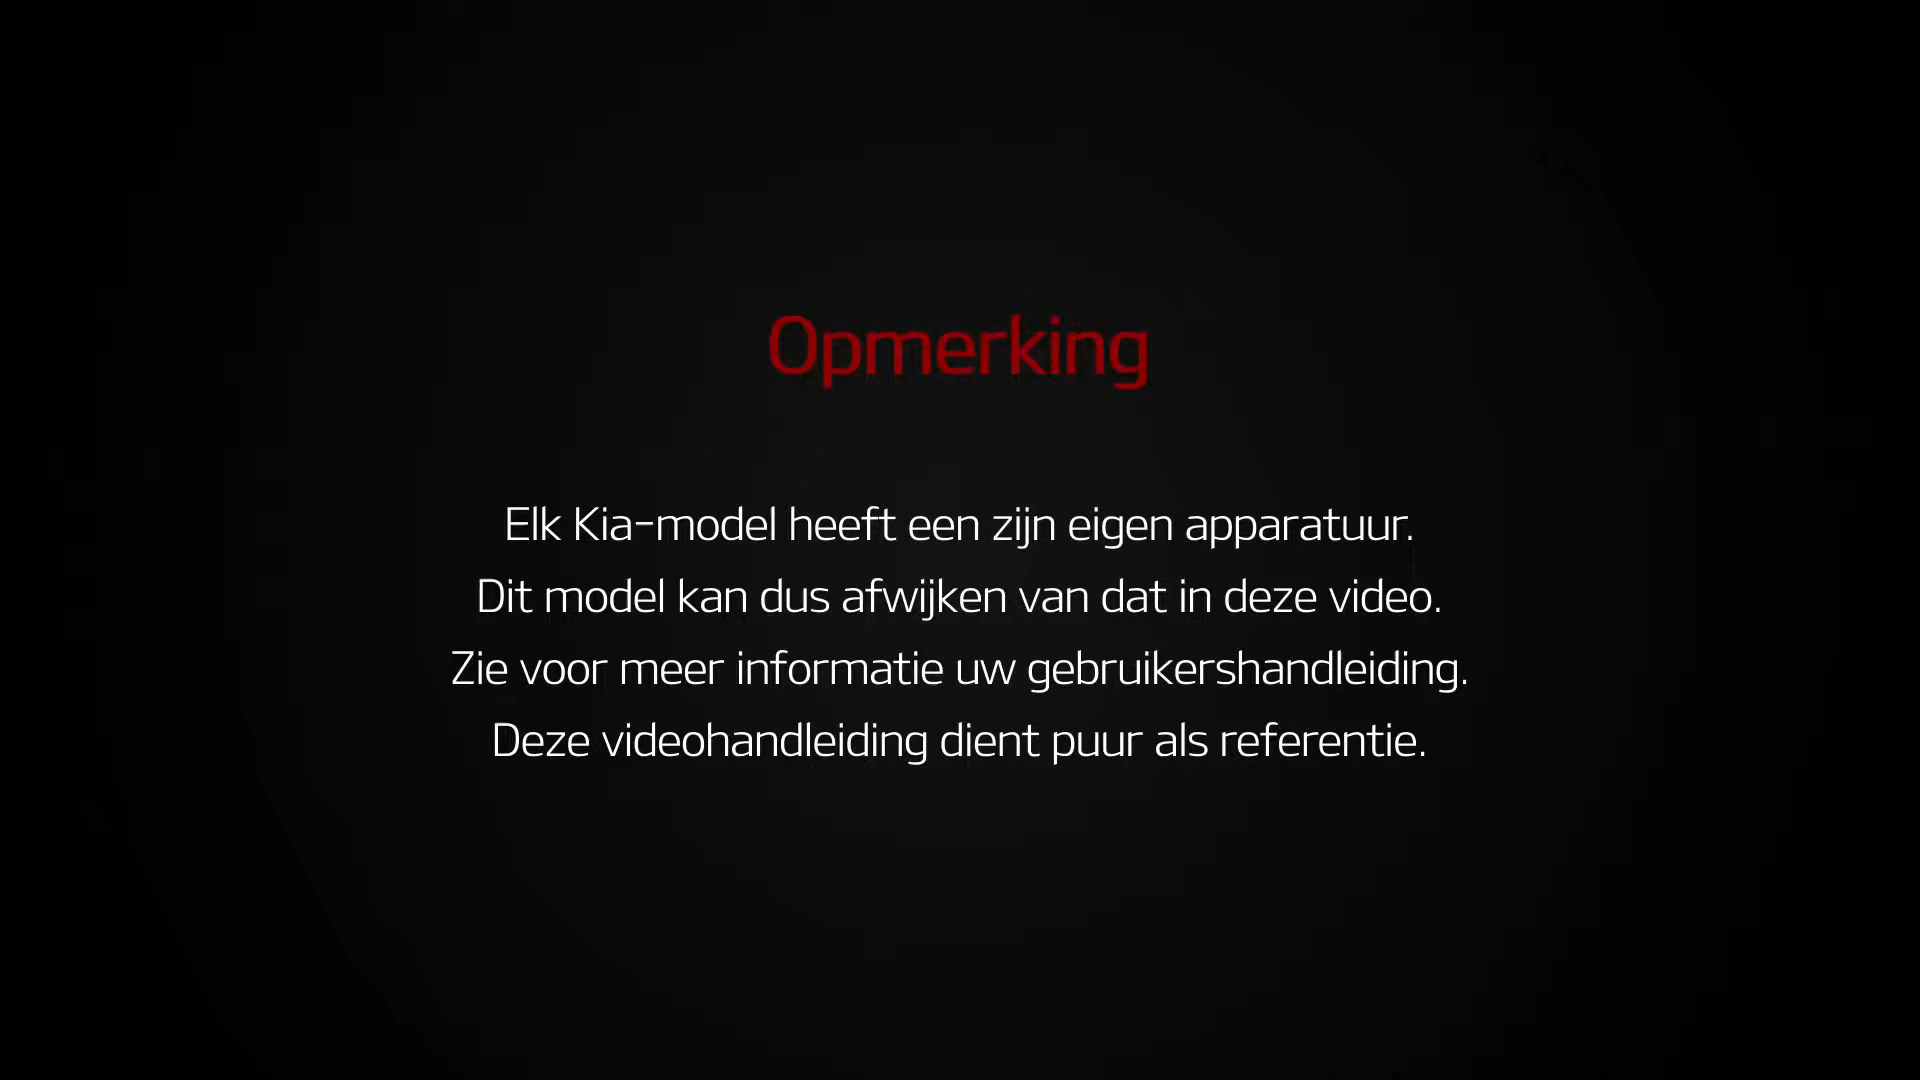 Opmerking
Elk Kia-model heeft een zijn eigen apparatuur.
Dit model kan dus afwijken van dat in deze video.
Zie voor meer informatie uw gebruikershandleiding.
Deze videohandleiding dient puur als referentie.